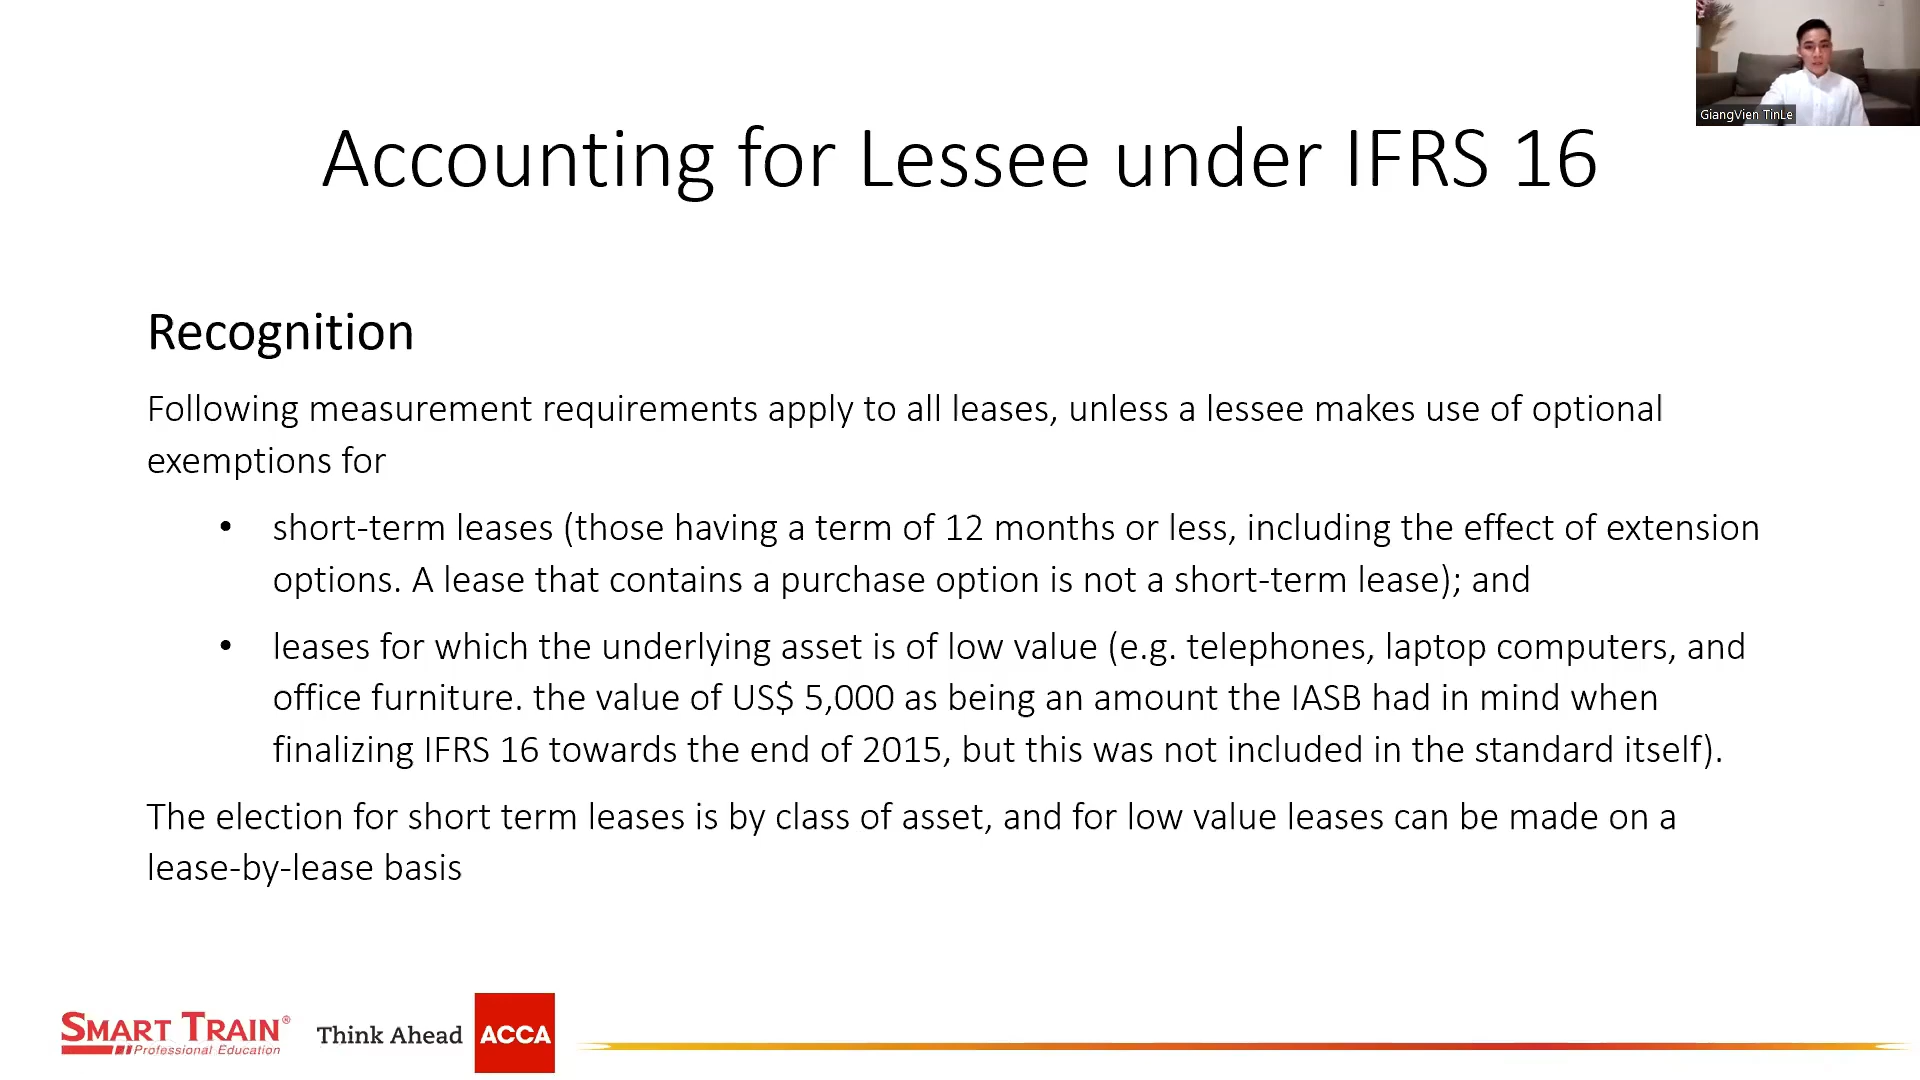 GiangVien TinLe
Accounting for Lessee under IFRS 16
Recognition
Following measurement requirements apply to all leases, unless a lessee makes use of optional
exemptions for
• short-term leases (those having a term of 12 months or less, including the effect of extension
options. A lease that contains a purchase option is not a short-term lease); and
• leases for which the underlying asset is of low value (e.g. telephones, laptop computers, and
office furniture. the value of US$ 5,000 as being an amount the IASB had in mind when
finalizing IFRS 16 towards the end of 2015, but this was not included in the standard itself).
The election for short term leases is by class of asset, and for low value leases can be made on a
lease-by-lease basis
SMART TRAIN®
Professional Education
Think Ahead ACCA